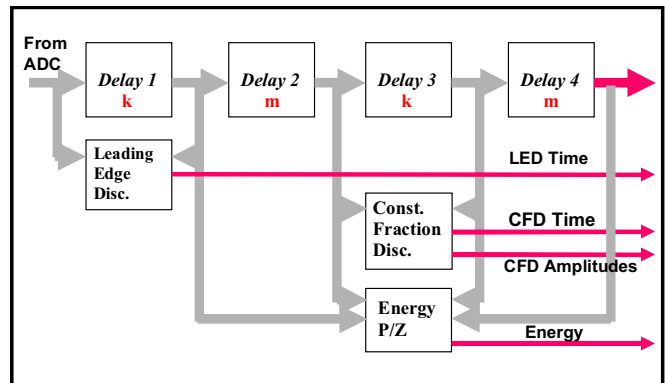 From
ADC
Delay 1
k
Delay 2
m
Delay 3
k
Delay 4
m
Leading
Edge
Disc.
LED Time
Const.
Fraction
Disc.
CFD Time
CFD Amplitudes
Energy
P/Z
Energy